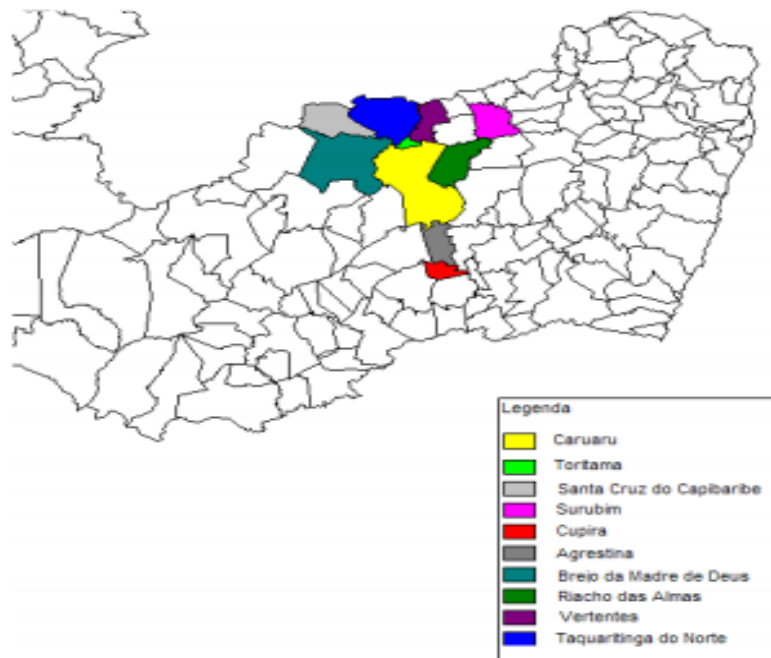 Legenda
Caruaru
Toritama
Santa Cruz do Capibaribe
Surubim
Cupira
Agrestina
Brejo da Madre de Deus
Riacho das Almas
Vertentes
Taquaritinga do Norte